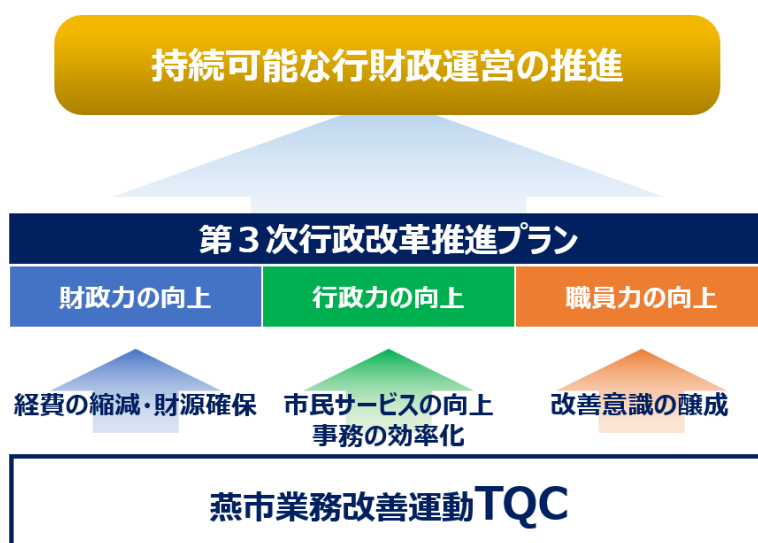 持続可能な行財政運営の推進
第３次行政改革推進プラン
財政力の向上
行政力の向上
職員力の向上
経費の縮減・財源確保
市民サービスの向上
事務の効率化
改善意識の醸成
燕市業務改善運動TQC